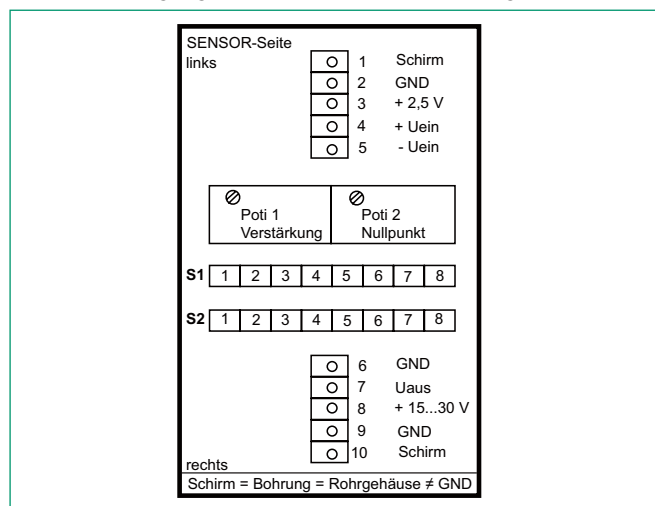 SENSOR-Seite
links
1 Schirm
2 GND
3 + 2,5 V
4 + Uein
5 - Uein
Poti 1
Verstärkung
Poti 2
Nullpunkt
S1 1 2 3 4 5 6 7 8
S2 1 2 3 4 5 6 7 8
6 GND
7 Uaus
8 + 15...30 V
9 GND
10 Schirm
rechts
Schirm = Bohrung = Rohrgehäuse ≠ GND